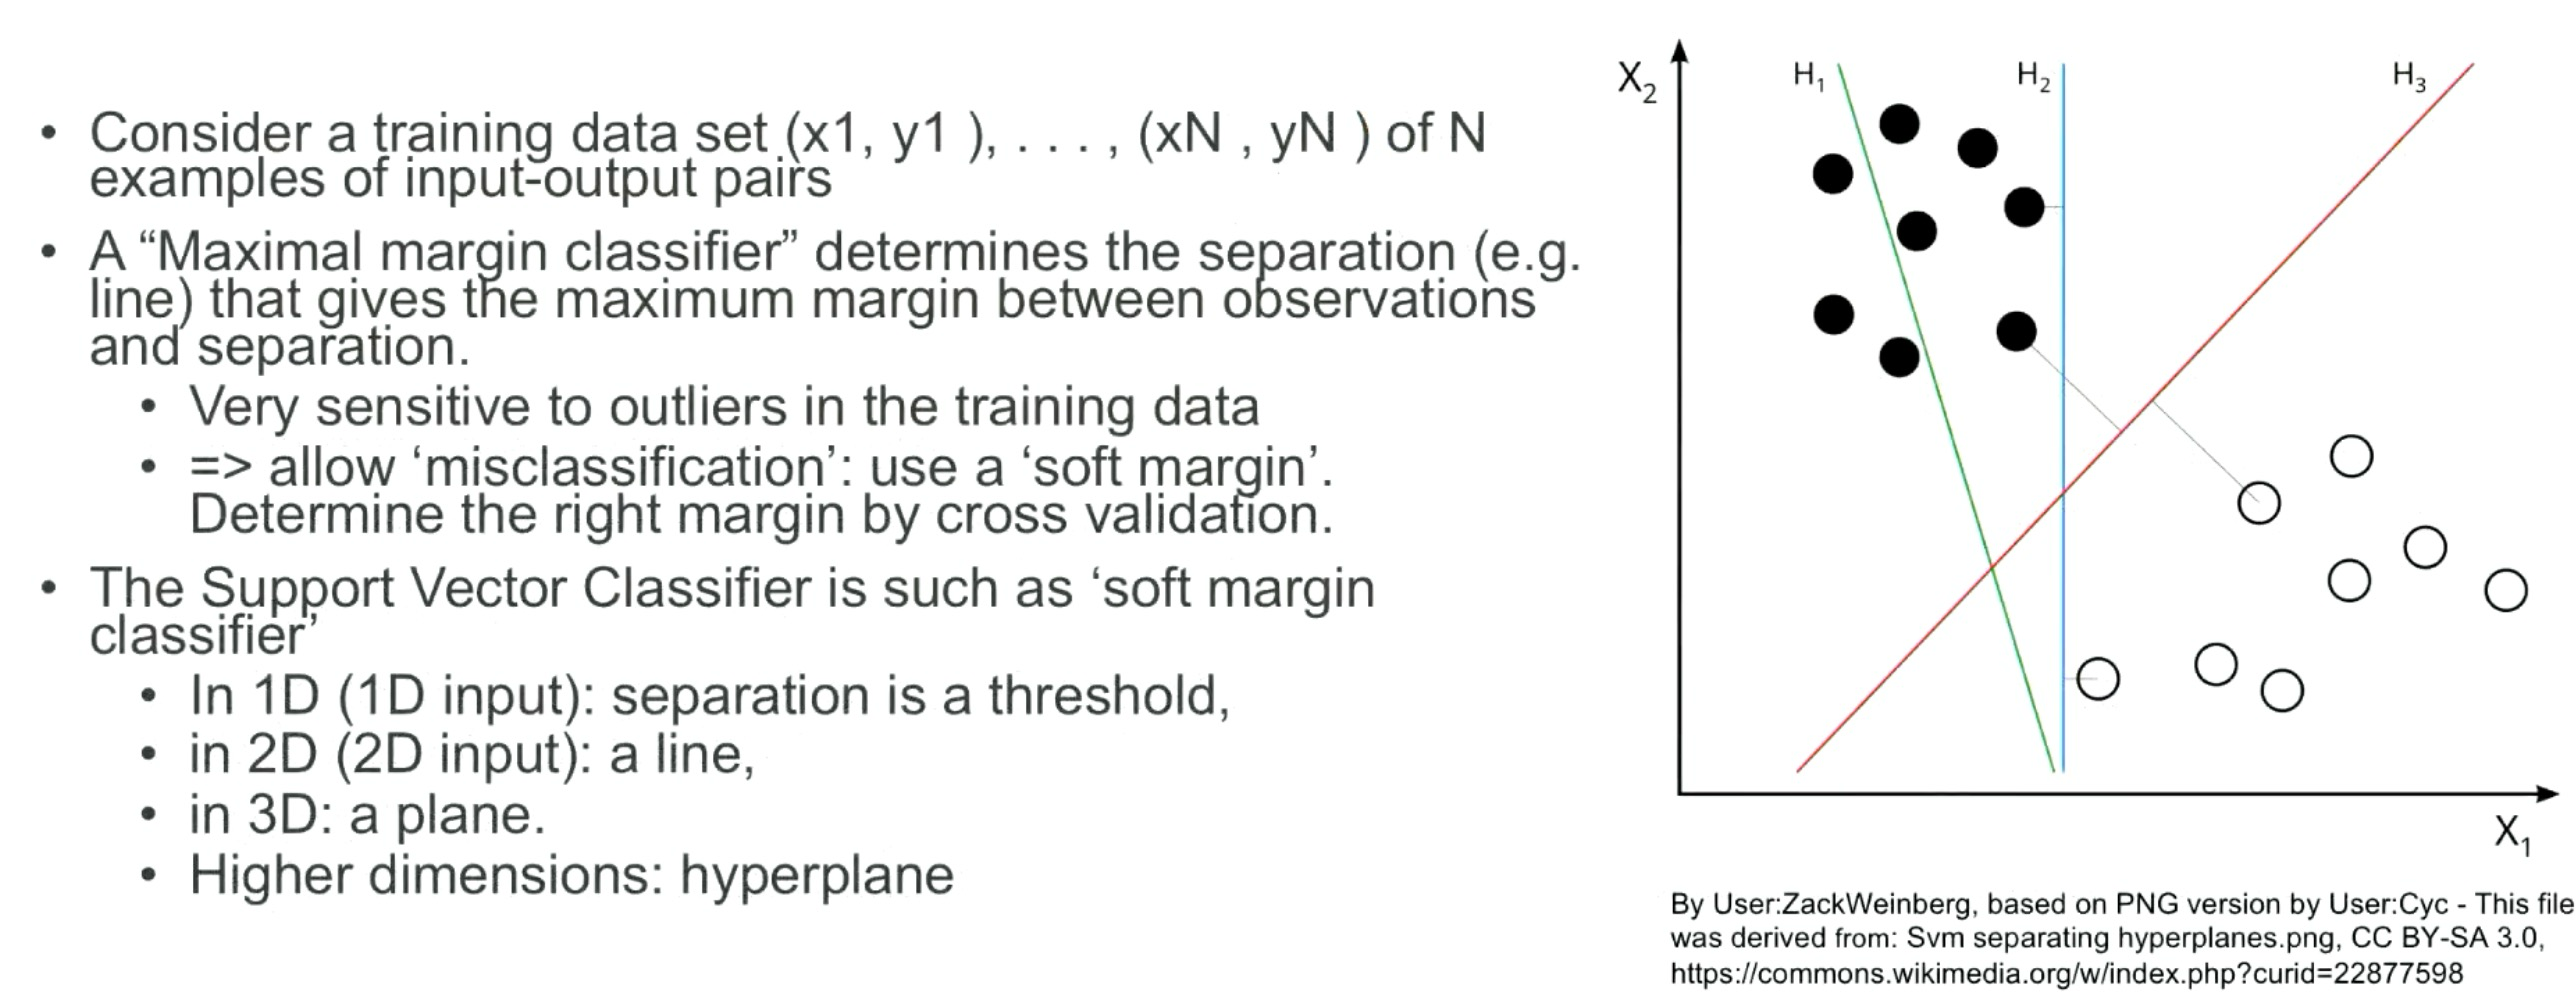 • Consider a training data set (x1, y1 ), . . . , (xN , yN ) of N
examples of input-output pairs
• A “Maximal margin classifier” determines the separation (e.g.
line) that gives the maximum margin between observations
and separation.
• Very sensitive to outliers in the training data
• => allow ‘misclassification’: use a ‘soft margin’.
Determine the right margin by cross validation.
• The Support Vector Classifier is such as ‘soft margin
classifier’
• In 1D (1D input): separation is a threshold,
• in 2D (2D input): a line,
• in 3D: a plane.
• Higher dimensions: hyperplane
X2
H1
H2
H3
X1
By User:ZackWeinberg, based on PNG version by User:Cyc - This file
was derived from: Svm separating hyperplanes.png, CC BY-SA 3.0,
https://commons.wikimedia.org/w/index.php?curid=22877598